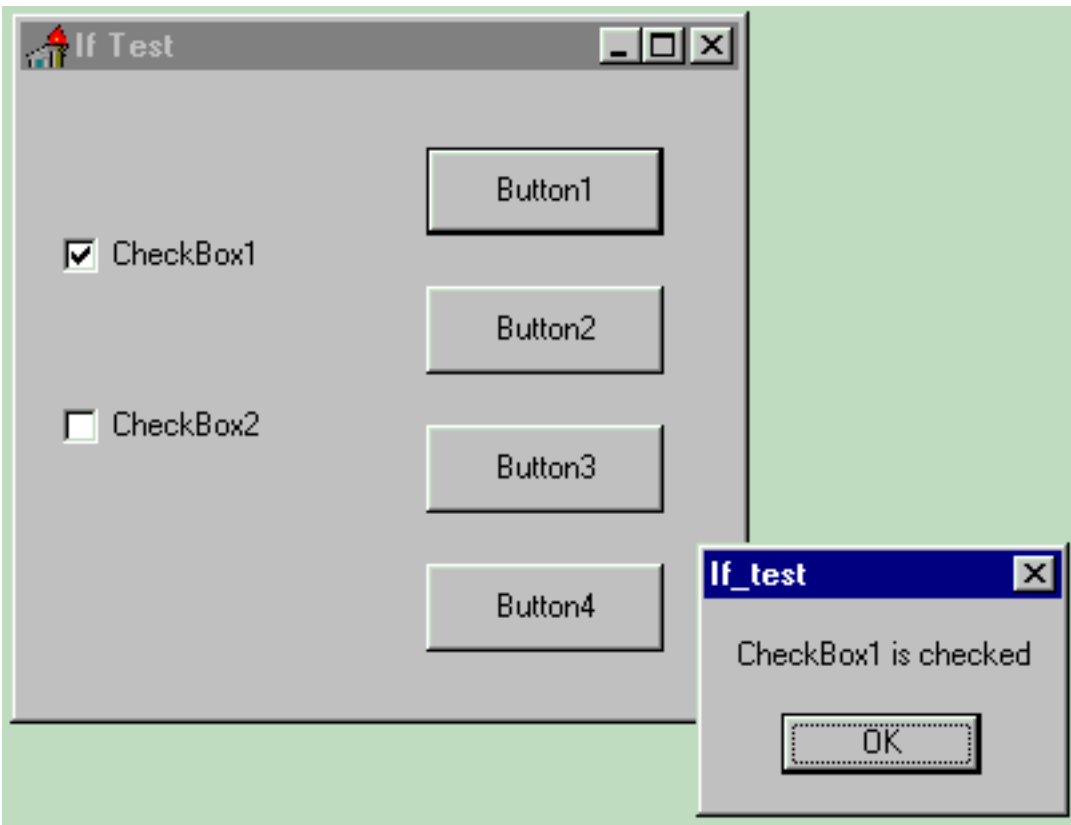 If Test
Button1
CheckBox1
Button2
CheckBox2
Button3
Button4
If_test
CheckBox1 is checked
OK